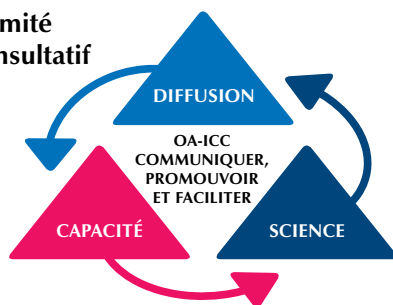 mité
nsultatif
DIFFUSION
OA-ICC
COMMUNIQUER,
PROMOUVOIR
ET FACILITER
CAPACITÉ
SCIENCE